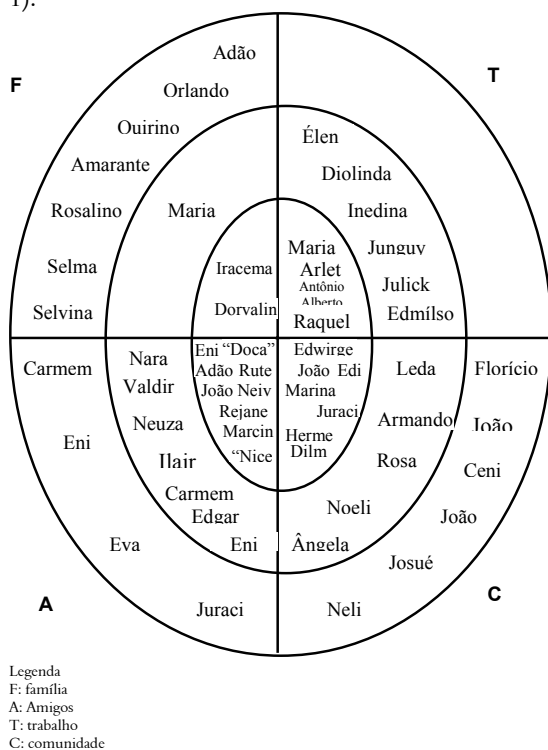 1).
Adão
F
T
Orlando
Ouirino
Élen
Amarante
Diolinda
Rosalino
Maria
Inedina
Maria
Junguv
Selma
Iracema
Arlet
Antônio
Julick
Alberto
Selvina
Dorvalin
Raquel
Edmílso
Carmem
Nara
Eni “Doca”
Edwirge
Leda
Florício
Valdir
Adão Rute
João Edi
João Neiv
Marina
Neuza
Rejane
Juraci
Armando
João
Eni
Marcin
Herme
Ilair
“Nice
Dilm
Rosa
Ceni
Carmem
Noeli
Edgar
João
Eva
Eni
Ângela
Josué
A
Juraci
Neli
C
Legenda
F: família
A: Amigos
T: trabalho
C: comunidade